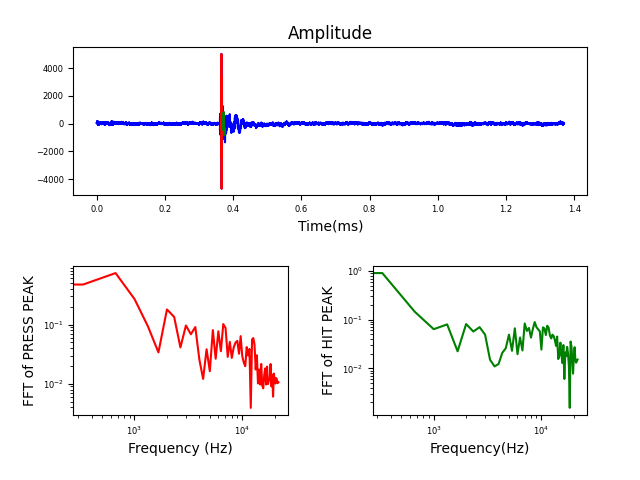 Amplitude
4000
2000
0
−2000
−4000
0.0 0.2 0.4 0.6 0.8 1.0 1.2 1.4
Time(ms)
FFT of PRESS PEAK
10⁻¹
10⁻²
10³ 10⁴
Frequency (Hz)
FFT of HIT PEAK
10⁰
10⁻¹
10⁻²
10³ 10⁴
Frequency(Hz)